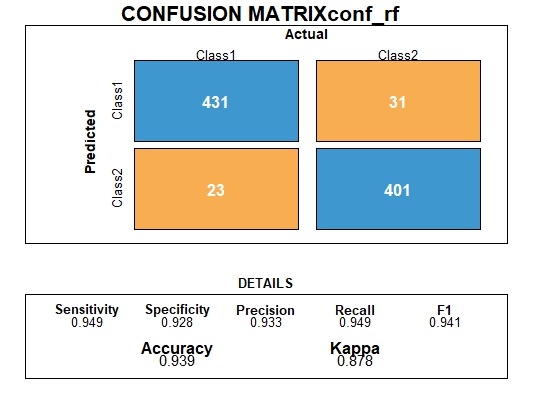 CONFUSION MATRIXconf_rf
Actual
Class1 Class2
Predicted
Class1
431 31
Class2
23 401
DETAILS
Sensitivity Specificity Precision Recall F1
0.949 0.928 0.933 0.949 0.941
Accuracy Kappa
0.939 0.878